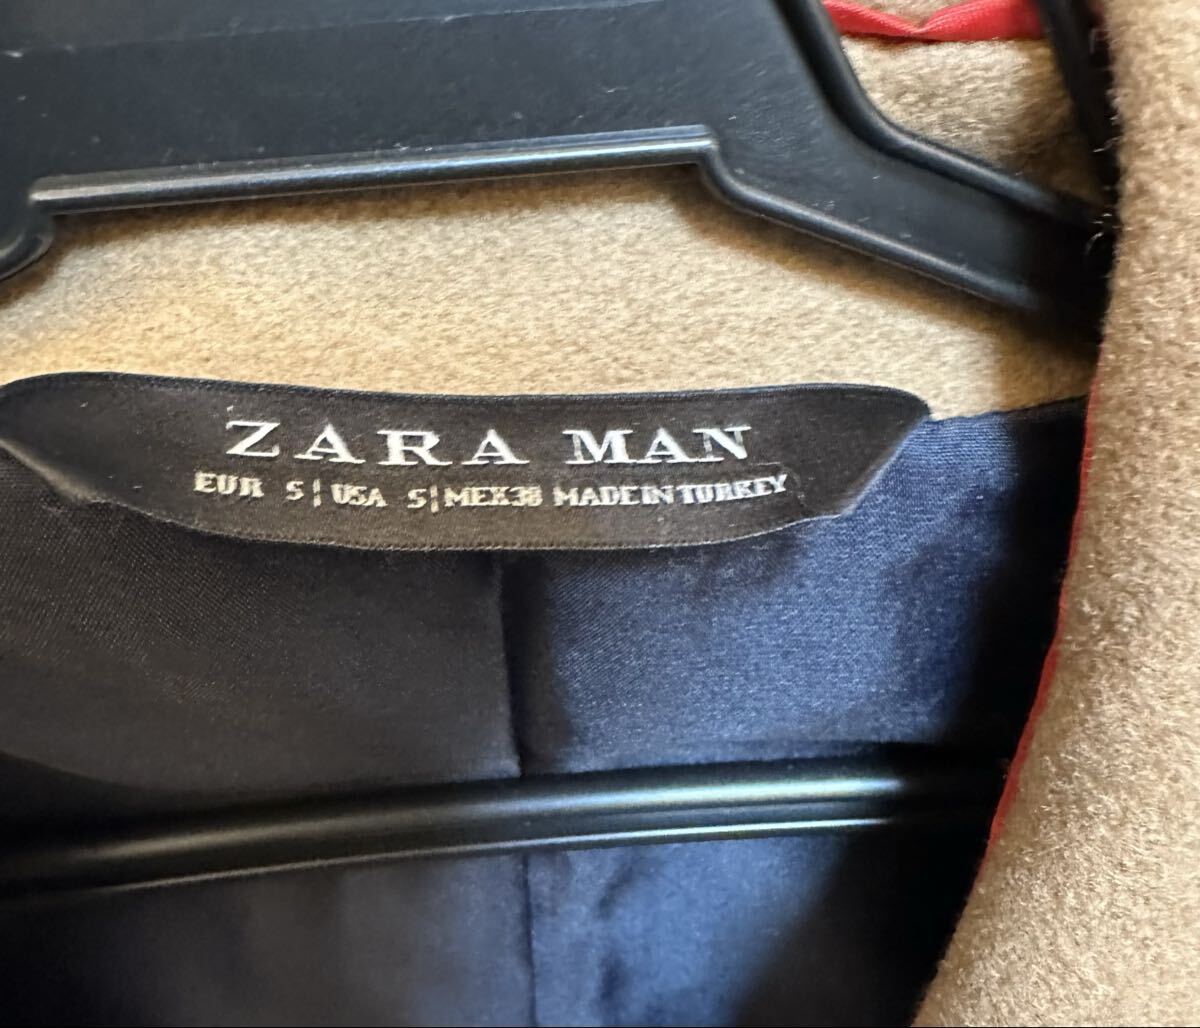 ZARA MAN
EUR S | USA S | MEX38 MADE IN TURKEY